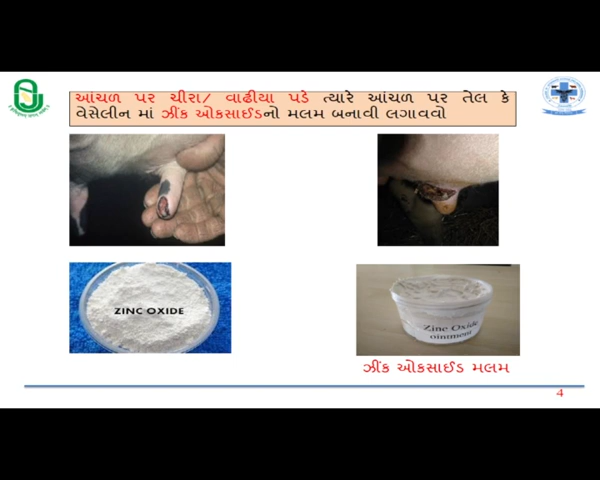 આંચળ પર ચીરા/ વાઢીયા પડે ત્યારે આંચળ પર તેલ કે
વેસેલીન માં ઝીંક ઓકસાઈડનો મલમ બનાવી લગાવવો
ZINC OXIDE
Zinc Oxide
ointment
ઝીંક ઓકસાઈડ મલમ
4